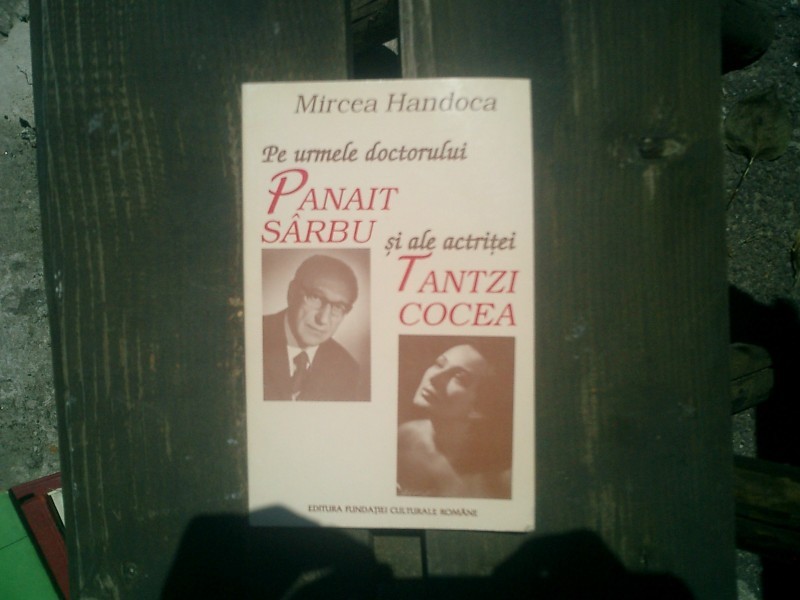 Mircea Handoca
Pe urmele doctorului
PANAIT
SÂRBU
și ale actriței
TANTZI
COCEA
EDITURA FUNDAȚIEI CULTURALE ROMÂNE